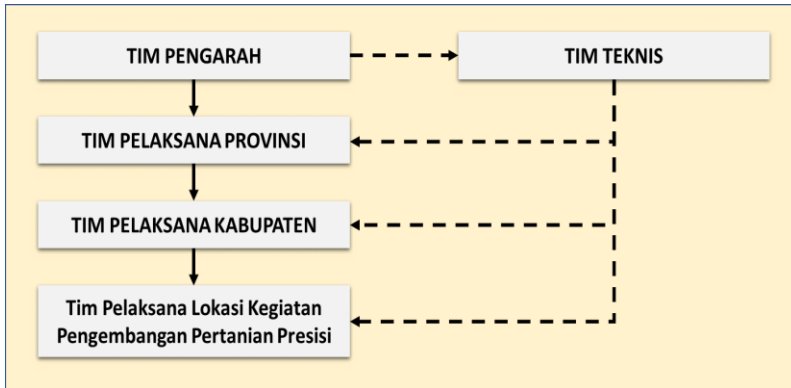 TIM PENGARAH
TIM TEKNIS
TIM PELAKSANA PROVINSI
TIM PELAKSANA KABUPATEN
Tim Pelaksana Lokasi Kegiatan
Pengembangan Pertanian Presisi